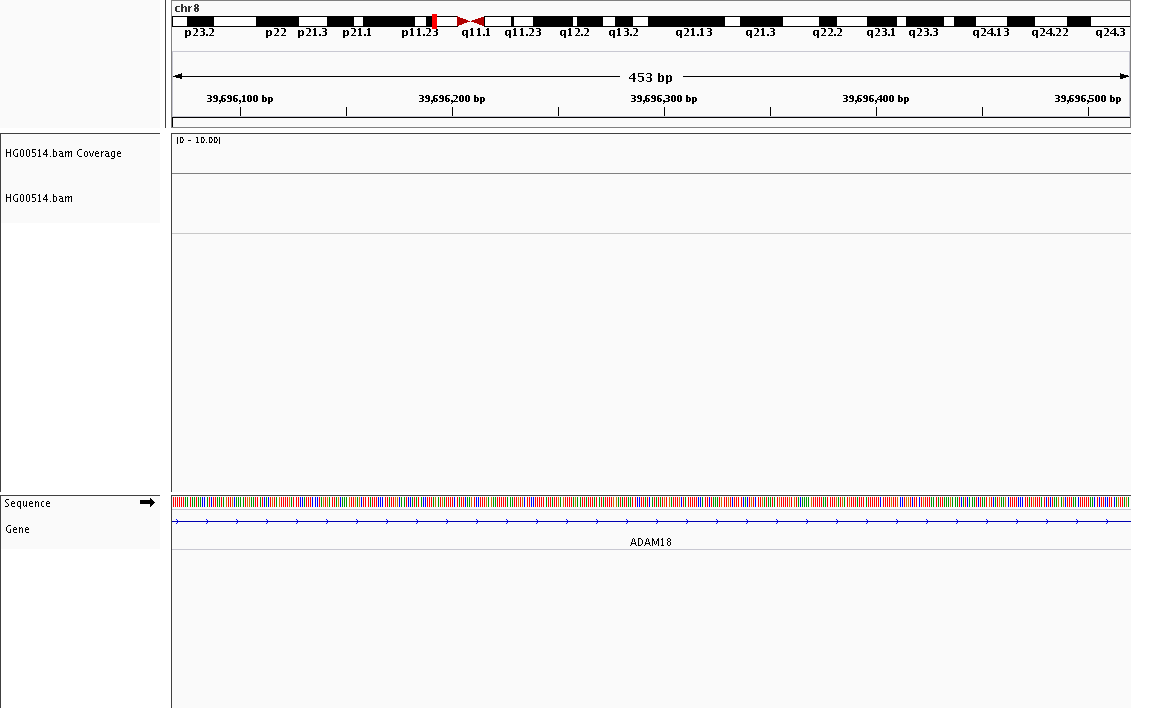 chr8
p23.2 p22 p21.3 p21.1 p11.23 q11.1 q11.23 q12.2 q13.2 q21.13 q21.3 q22.2 q23.1 q23.3 q24.13 q24.22 q24.3
453 bp
39,696,100 bp 39,696,200 bp 39,696,300 bp 39,696,400 bp 39,696,500 bp
[0 - 10.00]
HG00514.bam Coverage
HG00514.bam
Sequence
Gene
ADAM18